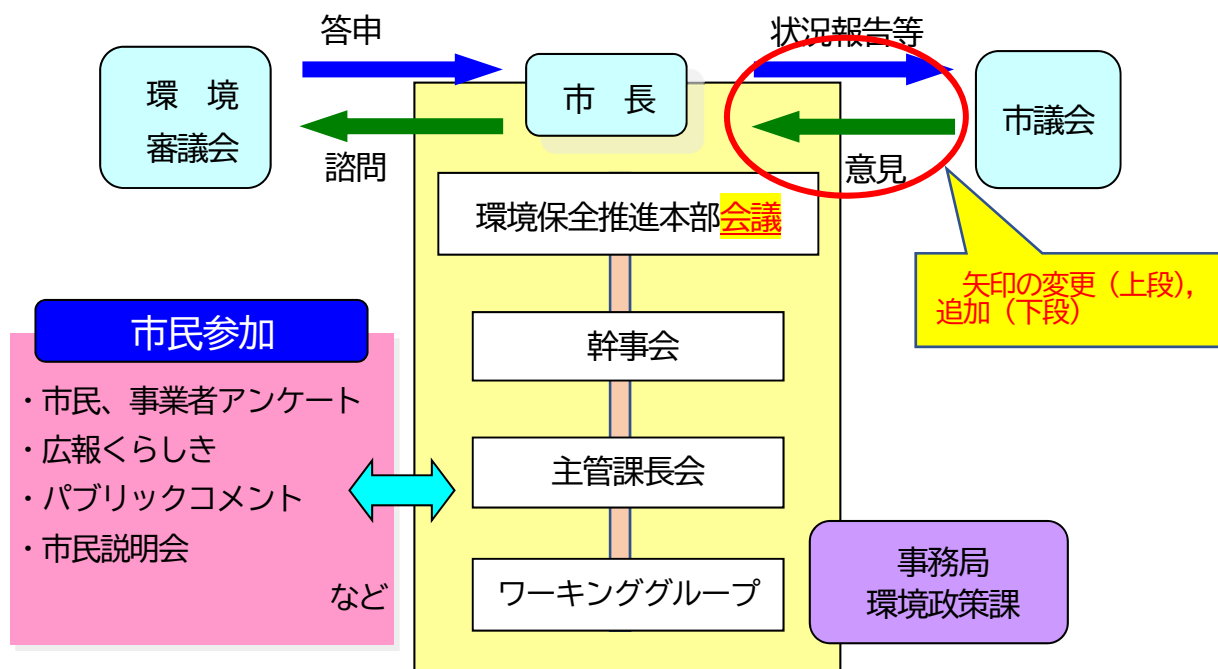 答申
状況報告等
環　境
審議会
市　長
市議会
諮問
意見
環境保全推進本部会議
　矢印の変更（上段），
追加（下段）
市民参加
幹事会
・市民、事業者アンケート
・広報くらしき
・パブリックコメント
・市民説明会
など
主管課長会
ワーキンググループ
事務局
環境政策課